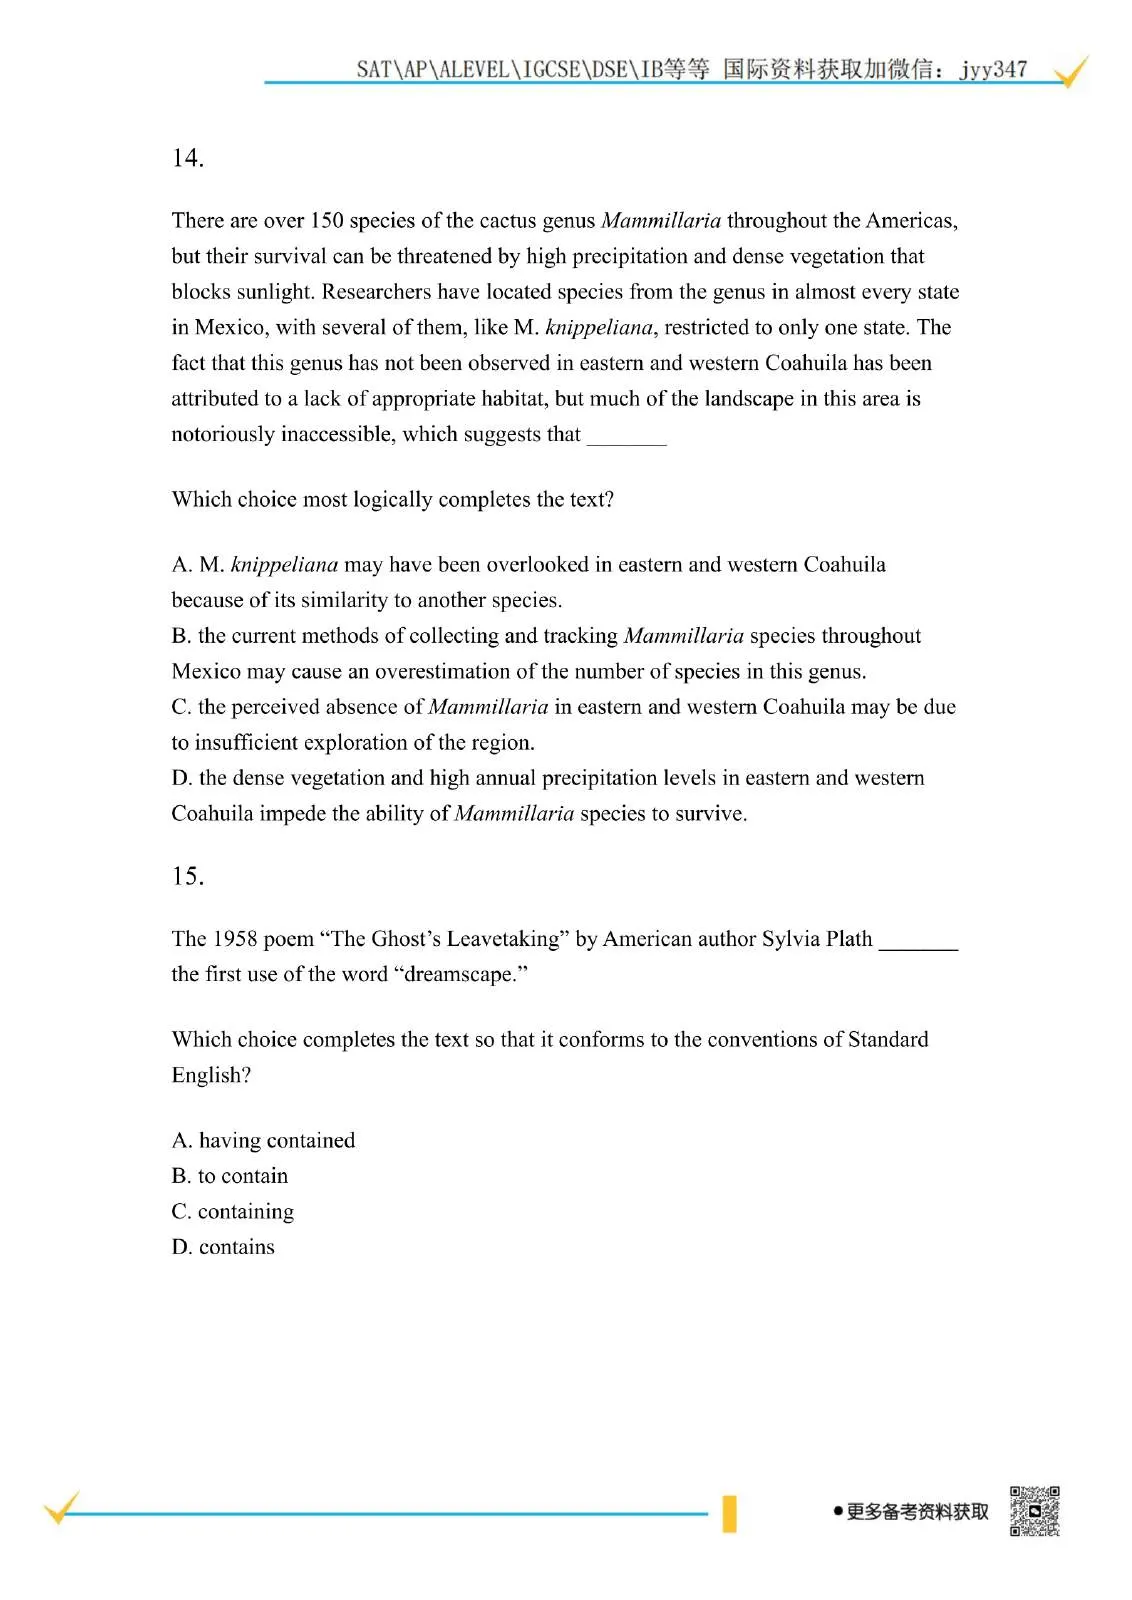 SAT\AP\ALEVEL\IGCSE\DSE\IB等等 国际资料获取加微信：jyy347
14.
There are over 150 species of the cactus genus Mammillaria throughout the Americas,
but their survival can be threatened by high precipitation and dense vegetation that
blocks sunlight. Researchers have located species from the genus in almost every state
in Mexico, with several of them, like M. knippeliana, restricted to only one state. The
fact that this genus has not been observed in eastern and western Coahuila has been
attributed to a lack of appropriate habitat, but much of the landscape in this area is
notoriously inaccessible, which suggests that _______
Which choice most logically completes the text?
A. M. knippeliana may have been overlooked in eastern and western Coahuila
because of its similarity to another species.
B. the current methods of collecting and tracking Mammillaria species throughout
Mexico may cause an overestimation of the number of species in this genus.
C. the perceived absence of Mammillaria in eastern and western Coahuila may be due
to insufficient exploration of the region.
D. the dense vegetation and high annual precipitation levels in eastern and western
Coahuila impede the ability of Mammillaria species to survive.
15.
The 1958 poem “The Ghost’s Leavetaking” by American author Sylvia Plath _______
the first use of the word “dreamscape.”
Which choice completes the text so that it conforms to the conventions of Standard
English?
A. having contained
B. to contain
C. containing
D. contains
●更多备考资料获取